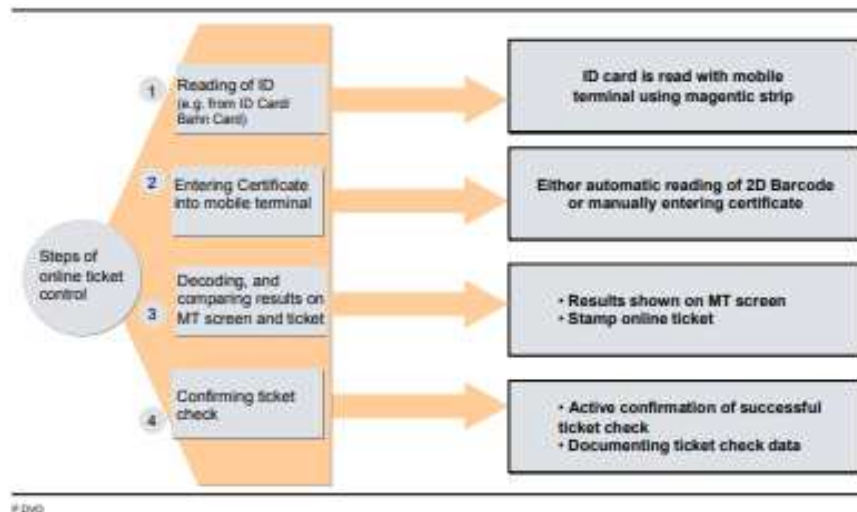 Steps of
online ticket
control
1
Reading of ID
(e.g. from ID Card/
Bahn Card)
ID card is read with mobile
terminal using magentic strip
2
Entering Certificate
into mobile terminal
Either automatic reading of 2D Barcode
or manually entering certificate
3
Decoding, and
comparing results on
MT screen and ticket
• Results shown on MT screen
• Stamp online ticket
4
Confirming ticket
check
• Active confirmation of successful
ticket check
• Documenting ticket check data